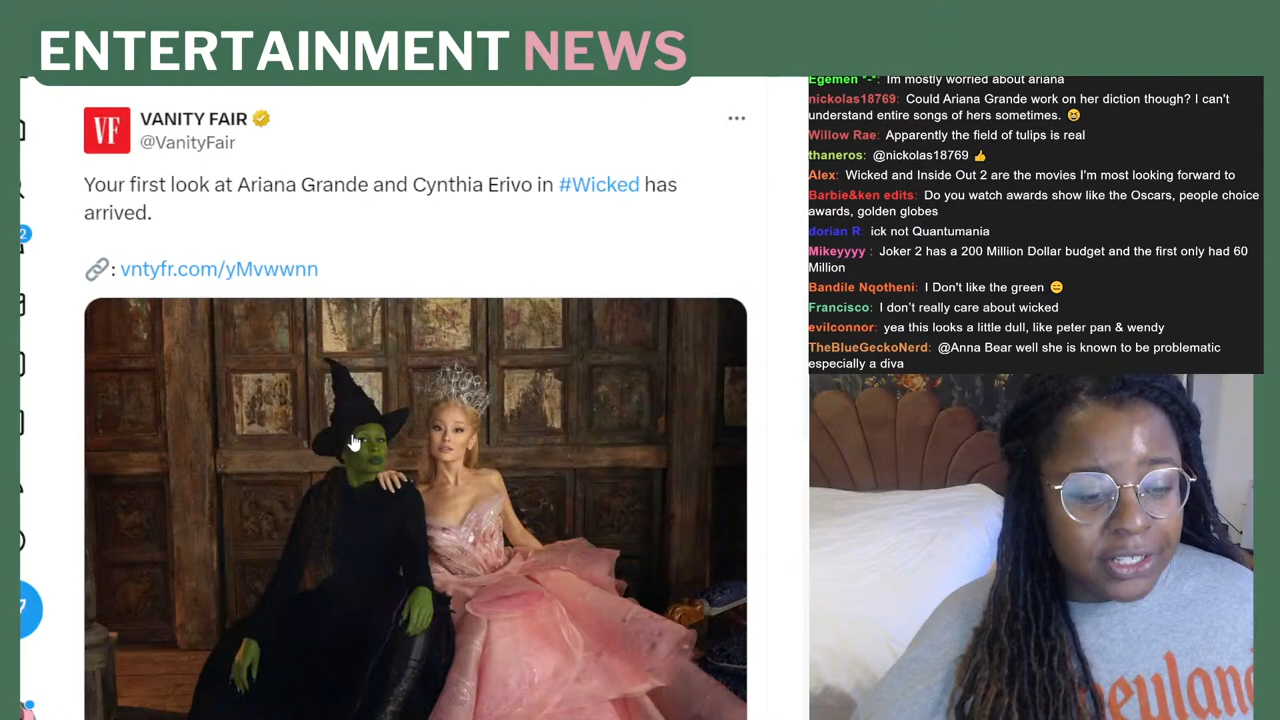 ENTERTAINMENT NEWS
VF
VANITY FAIR
@VanityFair
Your first look at Ariana Grande and Cynthia Erivo in #Wicked has
arrived.
: vntyfr.com/yMvwwnn
2
Egemen "-": Im mostly worried about ariana
nickolas18769: Could Ariana Grande work on her diction though? I can't
understand entire songs of hers sometimes. 😆
Willow Rae: Apparently the field of tulips is real
thaneros: @nickolas18769 👍
Alex: Wicked and Inside Out 2 are the movies I'm most looking forward to
Barbie&ken edits: Do you watch awards show like the Oscars, people choice
awards, golden globes
dorian R: ick not Quantumania
Mikeyyyy : Joker 2 has a 200 Million Dollar budget and the first only had 60
Million
Bandile Nqotheni: I Don't like the green 😑
Francisco: I don't really care about wicked
evilconnor: yea this looks a little dull, like peter pan & wendy
TheBlueGeckoNerd: @Anna Bear well she is known to be problematic
especially a diva